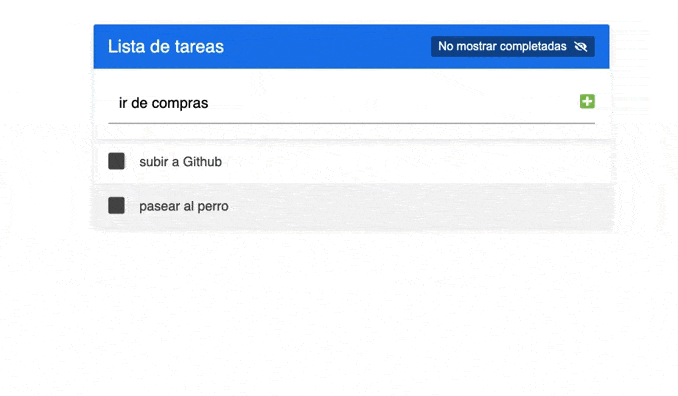 Lista de tareas
No mostrar completadas
ir de compras
subir a Github
pasear al perro